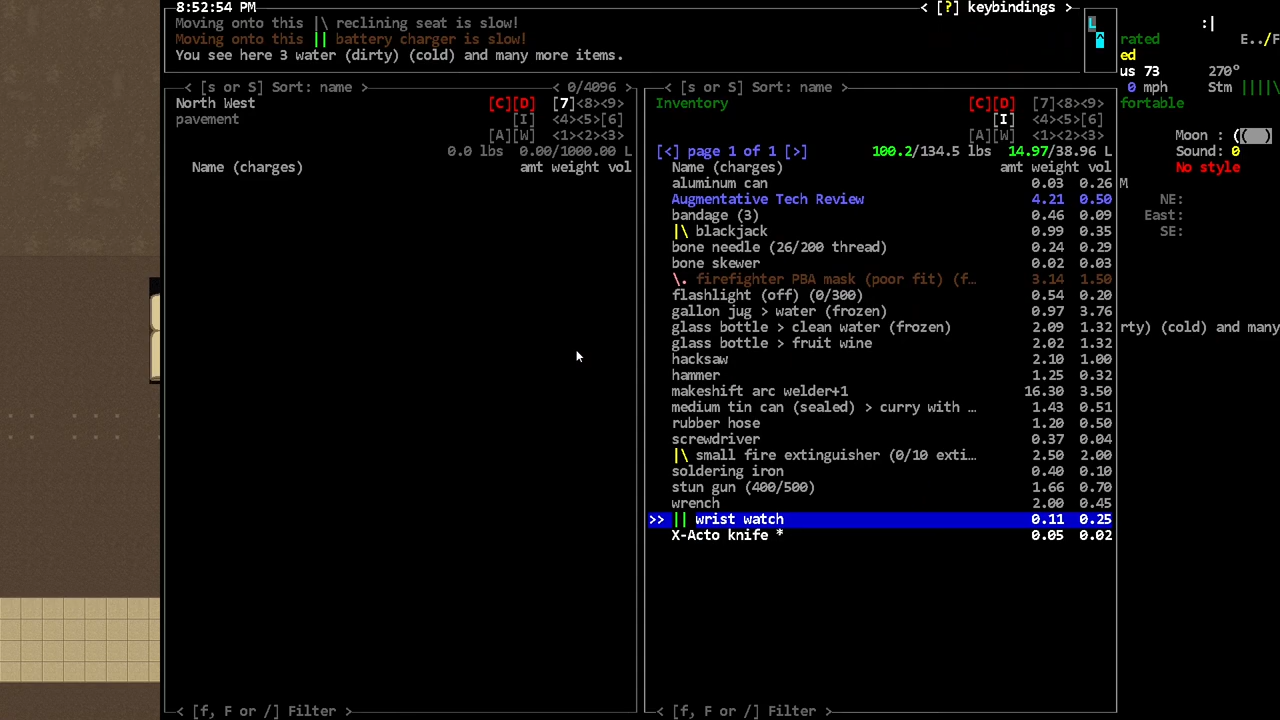 8:52:54 PM
< [?] keybindings >
Moving onto this |\ reclining seat is slow!
Moving onto this || battery charger is slow!
You see here 3 water (dirty) (cold) and many more items.
L
^
:|
rated E../F
ed
us 73 270°
0 mph Stm ||||\
fortable
Moon : (( )
Sound: 0
No style
M
NE:
East:
SE:
rty) (cold) and many
< [s or S] Sort: name > < 0/4096 >
North West [C][D] [7]<8><9>
pavement [I] <4><5>[6]
[A][W] <1><2><3>
0.0 lbs 0.00/1000.00 L
Name (charges) amt weight vol
< [f, F or /] Filter >
< [s or S] Sort: name >
Inventory [C][D] [7]<8><9>
[I] <4><5>[6]
[A][W] <1><2><3>
[<] page 1 of 1 [>] 100.2/134.5 lbs 14.97/38.96 L
Name (charges) amt weight vol
aluminum can 0.03 0.26
Augmentative Tech Review 4.21 0.50
bandage (3) 0.46 0.09
|\ blackjack 0.99 0.35
bone needle (26/200 thread) 0.24 0.29
bone skewer 0.02 0.03
\. firefighter PBA mask (poor fit) (f… 3.14 1.50
flashlight (off) (0/300) 0.54 0.20
gallon jug > water (frozen) 0.97 3.76
glass bottle > clean water (frozen) 2.09 1.32
glass bottle > fruit wine 2.02 1.32
hacksaw 2.10 1.00
hammer 1.25 0.32
makeshift arc welder+1 16.30 3.50
medium tin can (sealed) > curry with … 1.43 0.51
rubber hose 1.20 0.50
screwdriver 0.37 0.04
|\ small fire extinguisher (0/10 exti… 2.50 2.00
soldering iron 0.40 0.10
stun gun (400/500) 1.66 0.70
wrench 2.00 0.45
>> || wrist watch 0.11 0.25
X-Acto knife * 0.05 0.02
< [f, F or /] Filter >